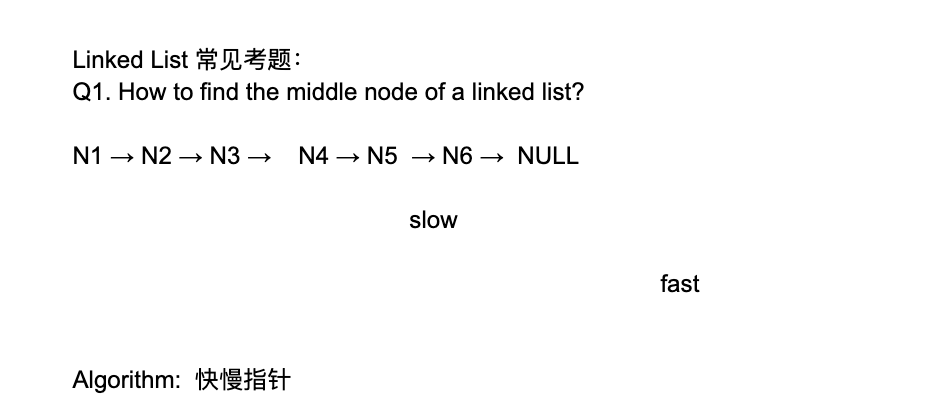 Linked List 常见考题：
Q1. How to find the middle node of a linked list?
N1 → N2 → N3 → N4 → N5 → N6 → NULL
slow
fast
Algorithm: 快慢指针